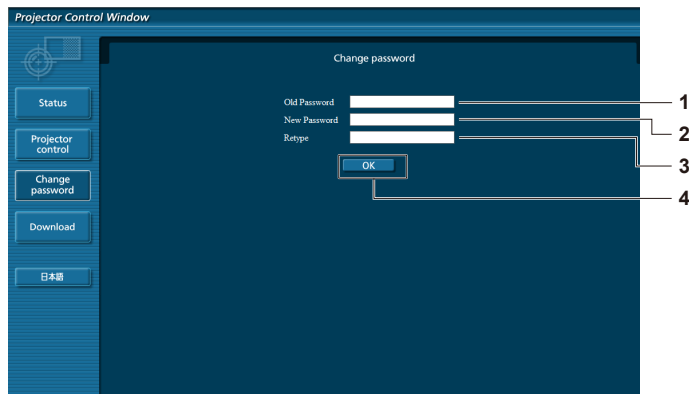 Projector Control Window
Change password
Status
Projector
control
Change
password
Download
日本語
Old Password
New Password
Retype
OK
1
2
3
4